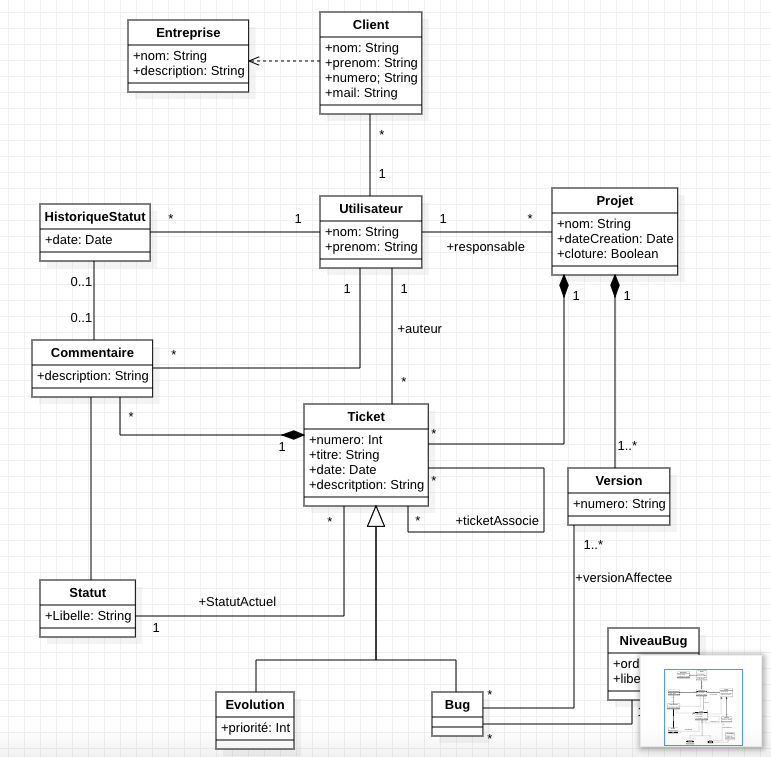 Entreprise
+nom: String
+description: String
Client
+nom: String
+prenom: String
+numero; String
+mail: String
*
1
HistoriqueStatut
+date: Date
*
1
Utilisateur
+nom: String
+prenom: String
1
*
+responsable
Projet
+nom: String
+dateCreation: Date
+cloture: Boolean
0..1
0..1
1
1
1
1
+auteur
*
Commentaire
+description: String
*
*
1
Ticket
+numero: Int
+titre: String
+date: Date
+descritption: String
*
*
*
*
+ticketAssocie
1..*
Version
+numero: String
1..*
+versionAffectee
Statut
+Libelle: String
1
+StatutActuel
NiveauBug
Evolution
+priorité: Int
Bug
*
*